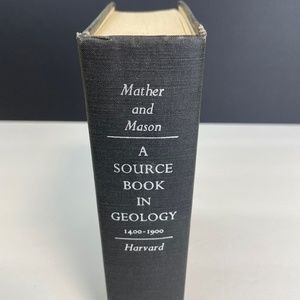 Mather
and
Mason
A
SOURCE
BOOK
IN
GEOLOGY
1400-1900
Harvard